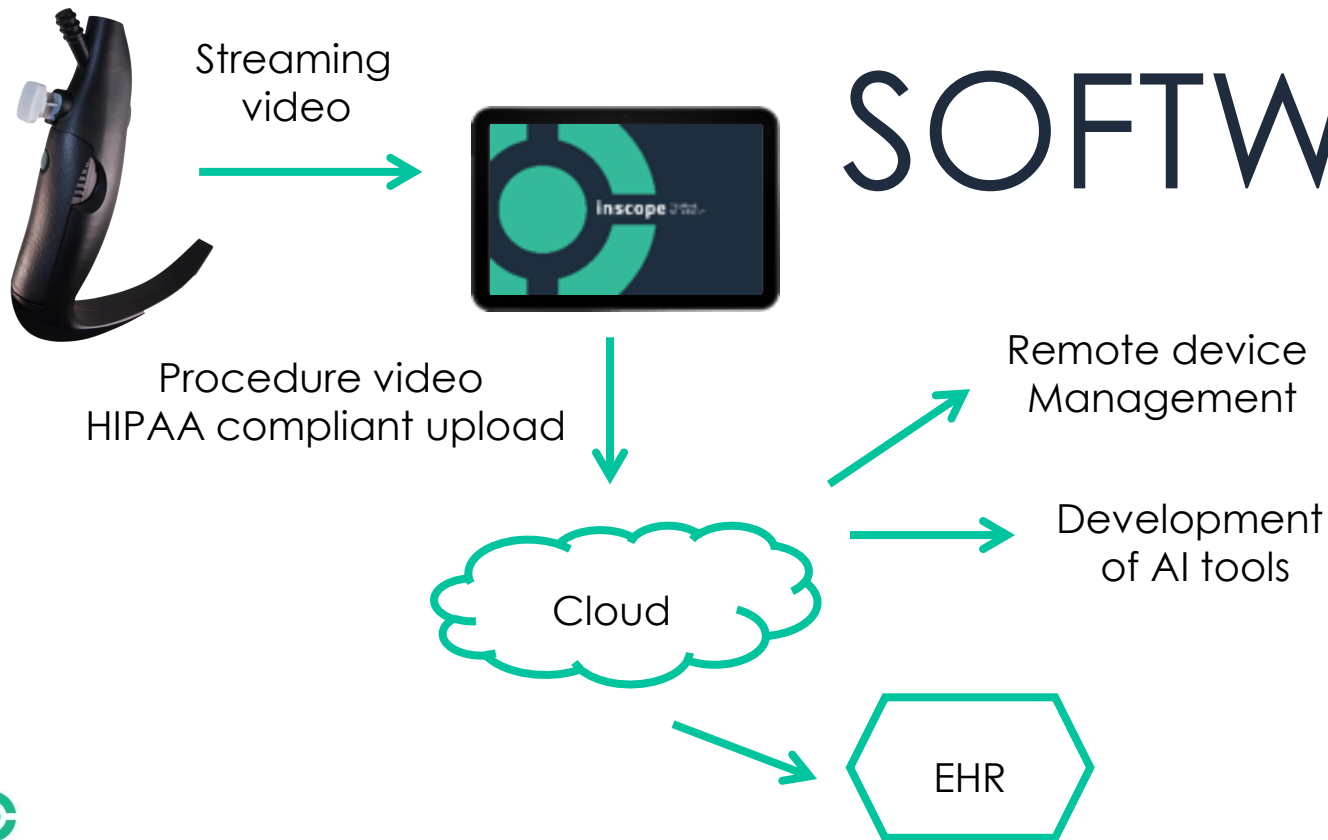 Streaming
video
SOFTW
inscope
Procedure video
HIPAA compliant upload
Remote device
Management
Development
of AI tools
Cloud
EHR